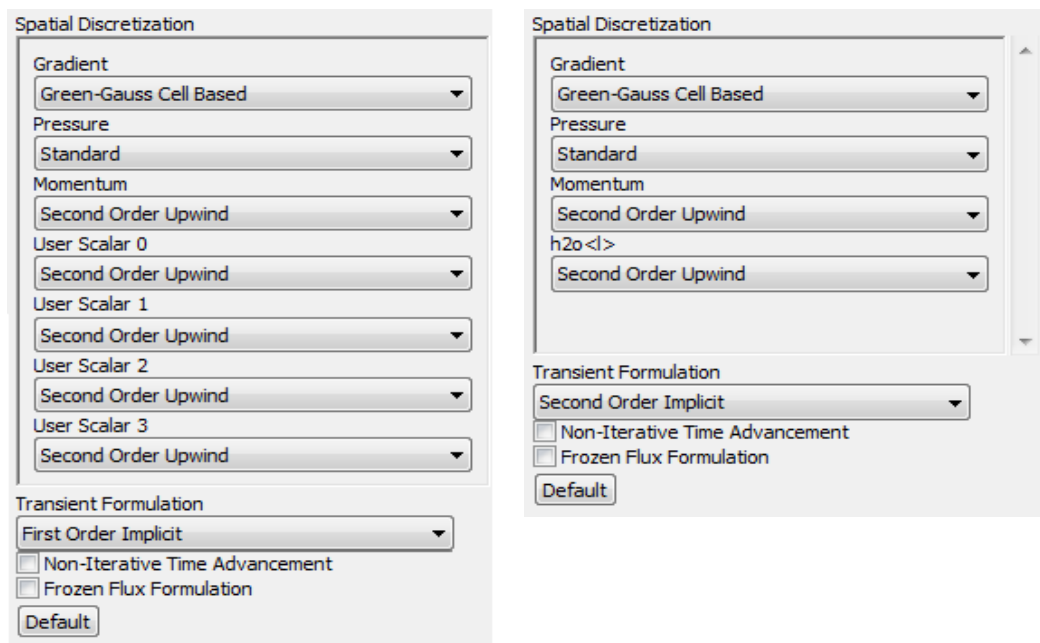 Spatial Discretization
Gradient
Green-Gauss Cell Based
Pressure
Standard
Momentum
Second Order Upwind
User Scalar 0
Second Order Upwind
User Scalar 1
Second Order Upwind
User Scalar 2
Second Order Upwind
User Scalar 3
Second Order Upwind
Transient Formulation
First Order Implicit
Non-Iterative Time Advancement
Frozen Flux Formulation
Default
Spatial Discretization
Gradient
Green-Gauss Cell Based
Pressure
Standard
Momentum
Second Order Upwind
h2o<l>
Second Order Upwind
Transient Formulation
Second Order Implicit
Non-Iterative Time Advancement
Frozen Flux Formulation
Default